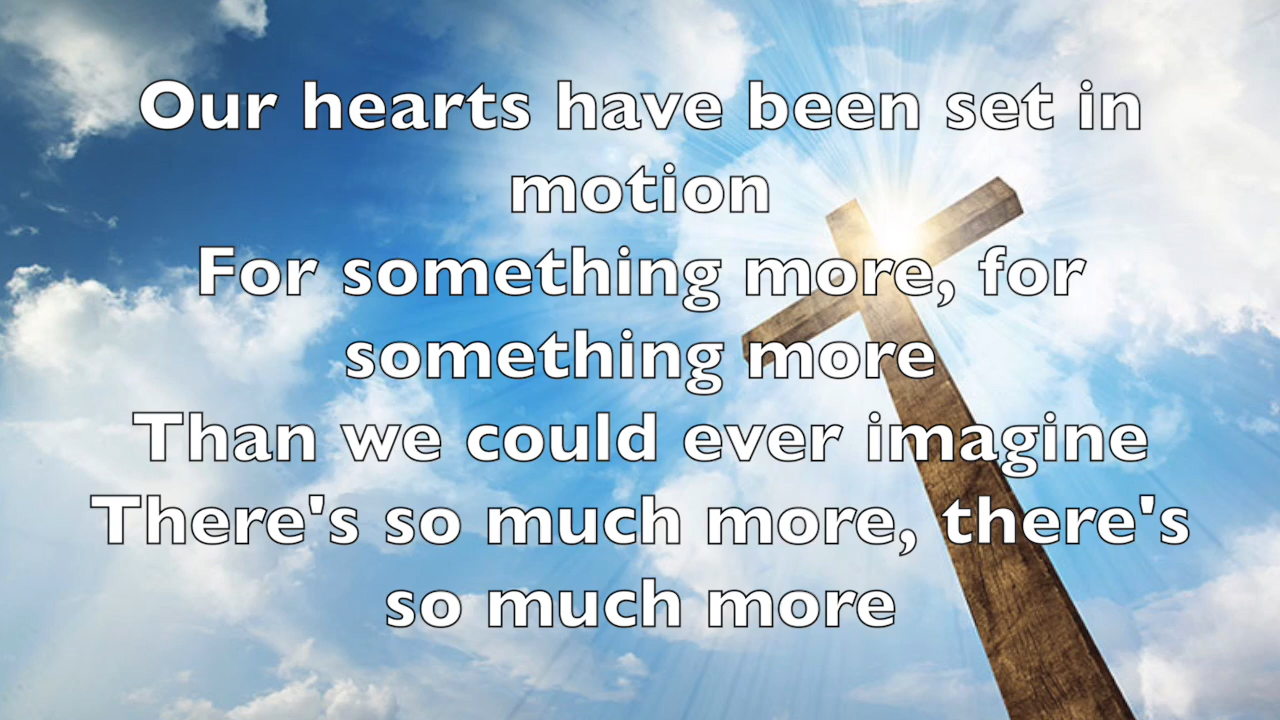 Our hearts have been set in
motion
For something more, for
something more
Than we could ever imagine
There's so much more, there's
so much more